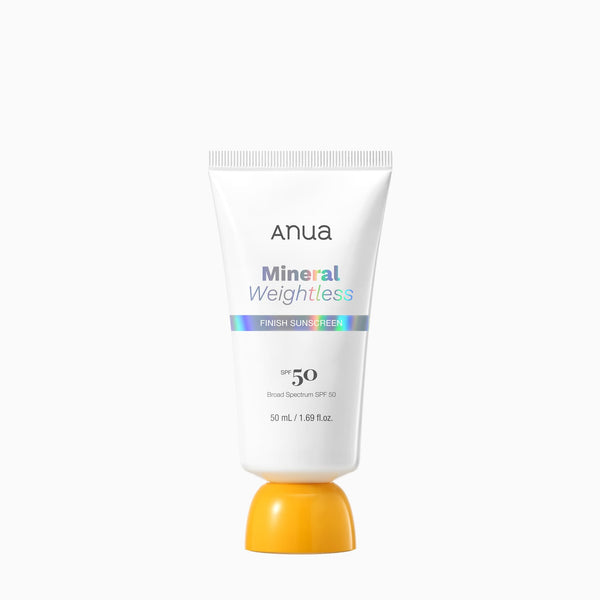 Anua
Mineral
Weightless
FINISH SUNSCREEN
SPF 50
Broad Spectrum SPF 50
50 mL / 1.69 fl.oz.